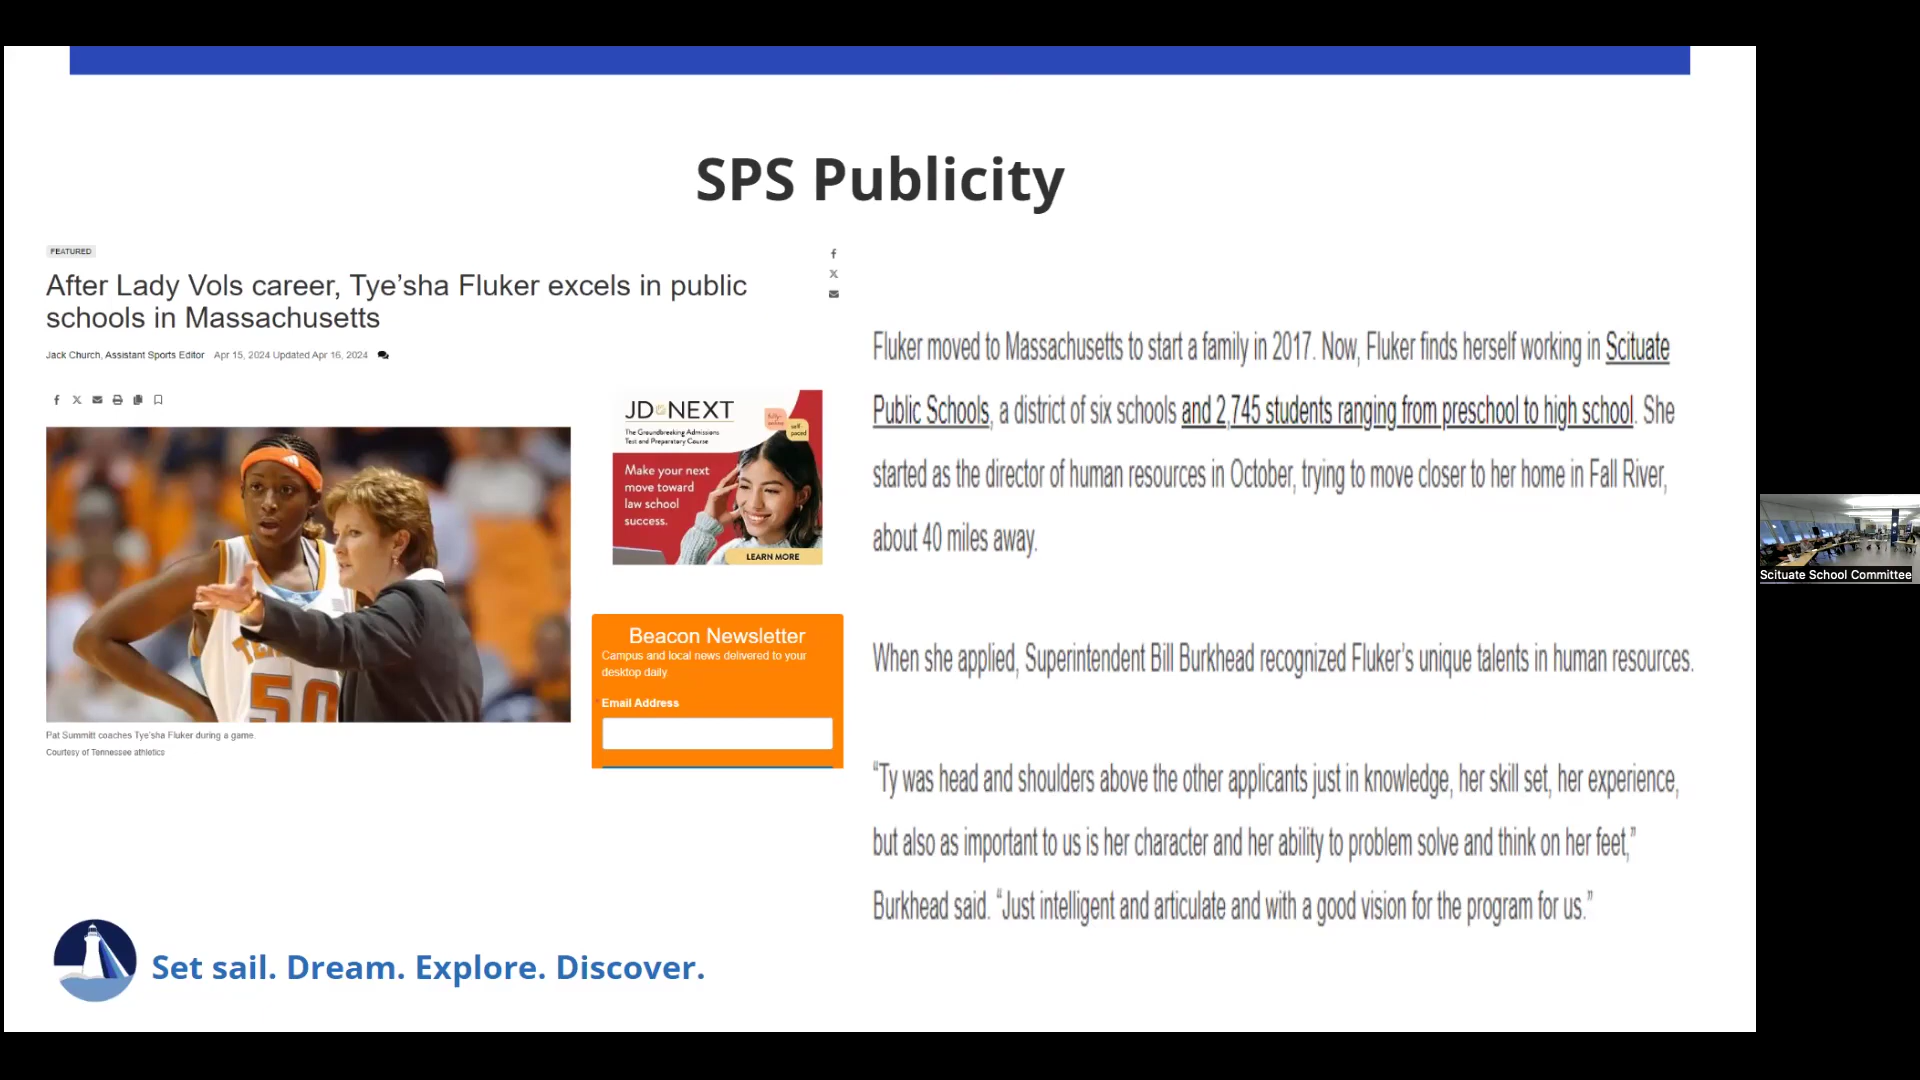 SPS Publicity
FEATURED
After Lady Vols career, Tye’sha Fluker excels in public
schools in Massachusetts
Jack Church, Assistant Sports Editor Apr 15, 2024 Updated Apr 16, 2024
JD NEXT
The Groundbreaking Admissions
Test and Preparatory Course
Make your next
move toward
law school
success.
LEARN MORE
50
Pat Summitt coaches Tye'sha Fluker during a game.
Courtesy of Tennessee athletics
Beacon Newsletter
Campus and local news delivered to your
desktop daily
* Email Address
Fluker moved to Massachusetts to start a family in 2017. Now, Fluker finds herself working in Scituate
Public Schools, a district of six schools and 2,745 students ranging from preschool to high school. She
started as the director of human resources in October, trying to move closer to her home in Fall River,
about 40 miles away.
When she applied, Superintendent Bill Burkhead recognized Fluker’s unique talents in human resources.
“Ty was head and shoulders above the other applicants just in knowledge, her skill set, her experience,
but also as important to us is her character and her ability to problem solve and think on her feet,”
Burkhead said. “Just intelligent and articulate and with a good vision for the program for us.”
Set sail. Dream. Explore. Discover.
Scituate School Committee